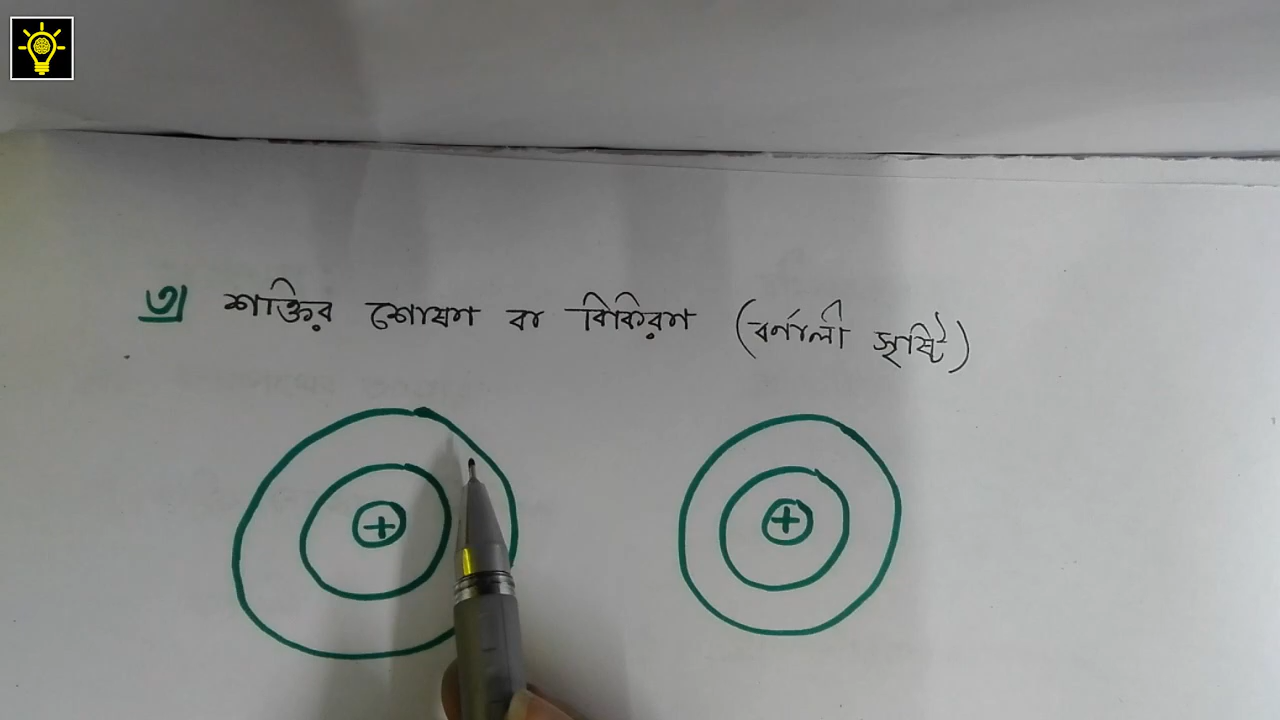 ৩। শক্তির শোষণ বা বিকিরণ (বর্ণালী সৃষ্টি)
+ +